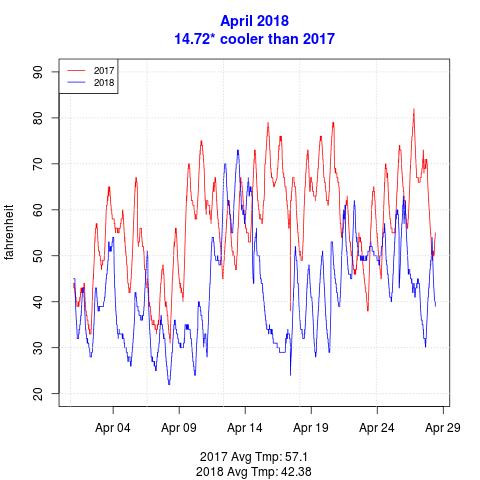 April 2018
14.72* cooler than 2017
2017
2018
fahrenheit
90
80
70
60
50
40
30
20
Apr 04 Apr 09 Apr 14 Apr 19 Apr 24 Apr 29
2017 Avg Tmp: 57.1
2018 Avg Tmp: 42.38